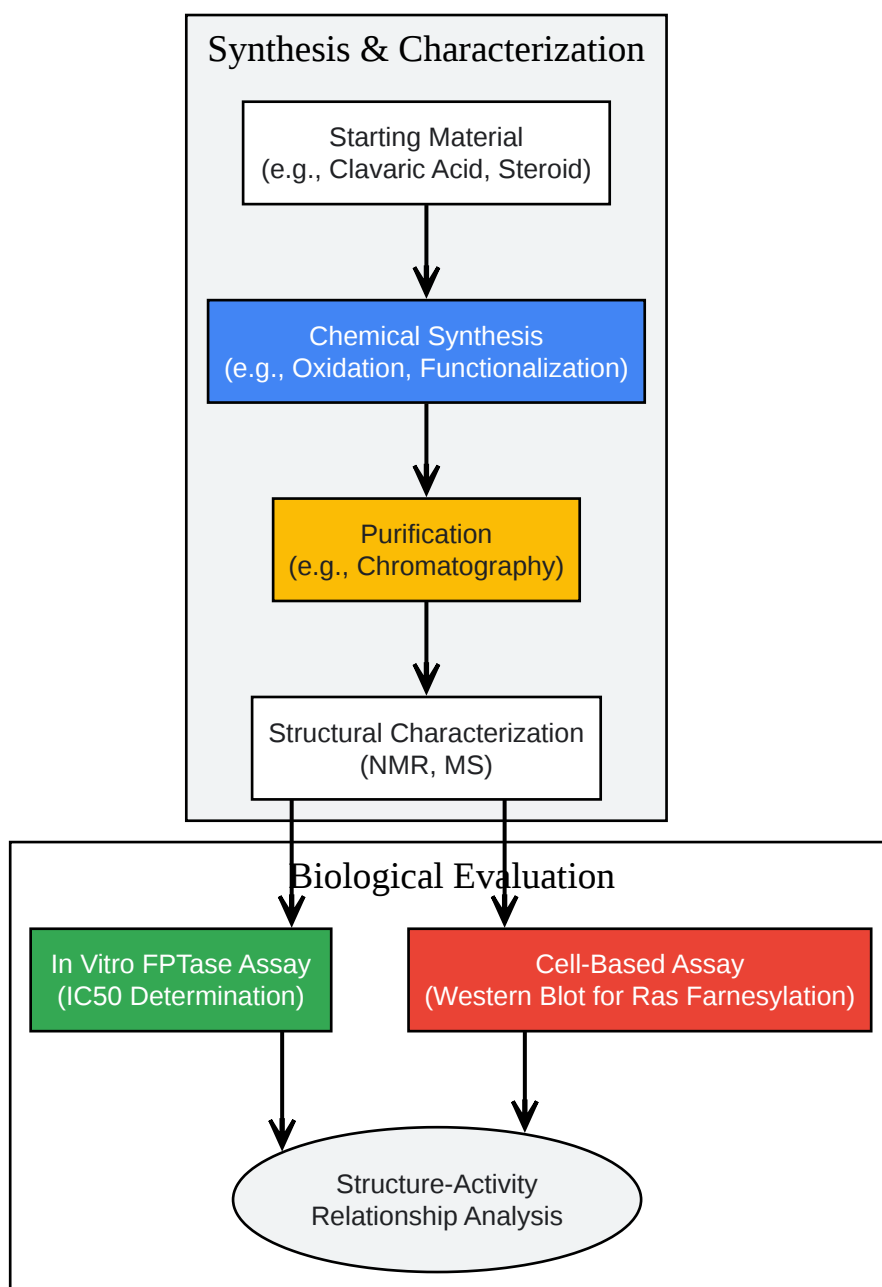 Synthesis & Characterization
Starting Material
(e.g., Clavaric Acid, Steroid)
Chemical Synthesis
(e.g., Oxidation, Functionalization)
Purification
(e.g., Chromatography)
Structural Characterization
(NMR, MS)
Biological Evaluation
In Vitro FPTase Assay
(IC50 Determination)
Cell-Based Assay
(Western Blot for Ras Farnesylation)
Structure-Activity
Relationship Analysis